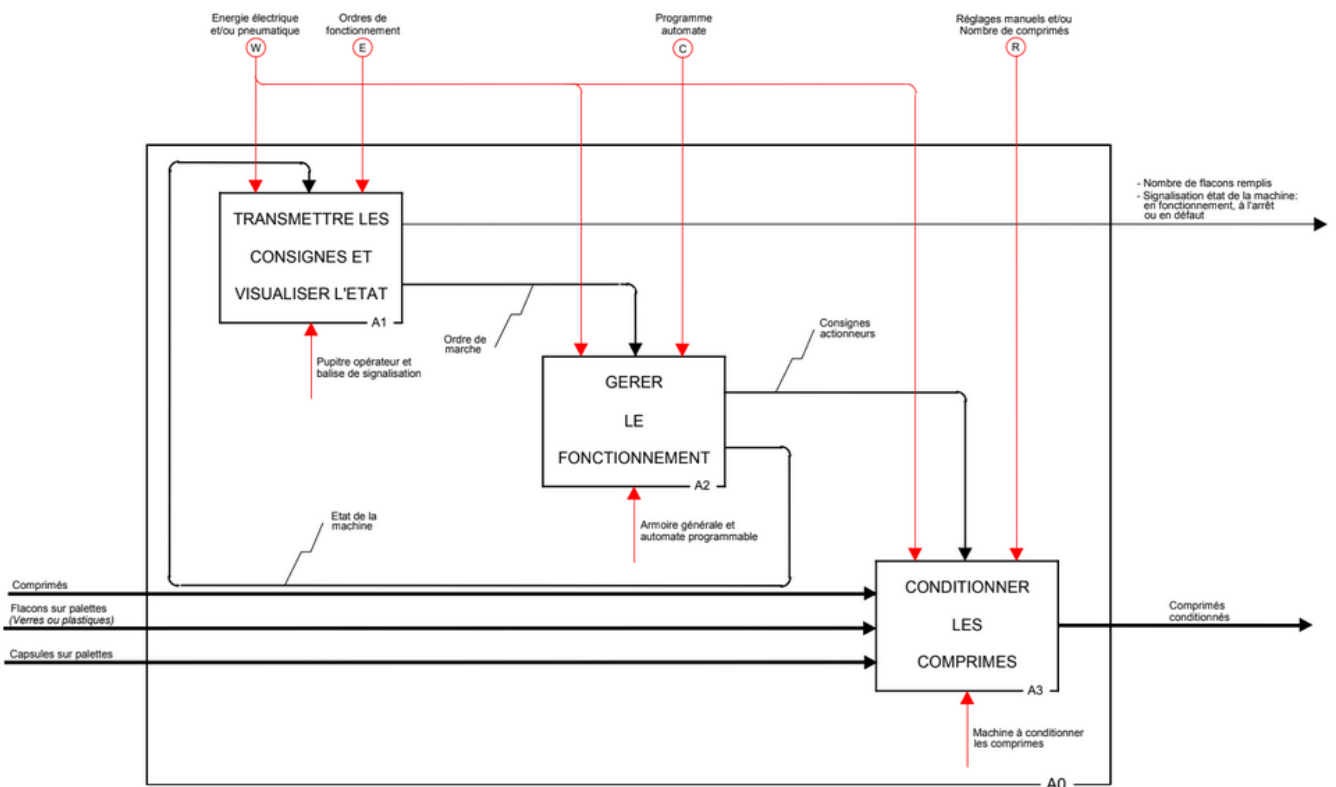 Energie électrique
et/ou pneumatique
W
Ordres de
fonctionnement
E
Programme
automate
C
Réglages manuels et/ou
Nombre de comprimés
R
- Nombre de flacons remplis
- Signalisation état de la machine:
en fonctionnement, à l'arrêt
ou en défaut
TRANSMETTRE LES
CONSIGNES ET
VISUALISER L'ETAT
A1
Pupitre opérateur et
balise de signalisation
Ordre de
marche
Consignes
actionneurs
GERER
LE
FONCTIONNEMENT
A2
Armoire générale et
automate programmable
Etat de la
machine
Comprimés
Flacons sur palettes
(Verres ou plastiques)
Capsules sur palettes
CONDITIONNER
LES
COMPRIMES
A3
Comprimés
conditionnés
Machine à conditionner
les comprimes
A0